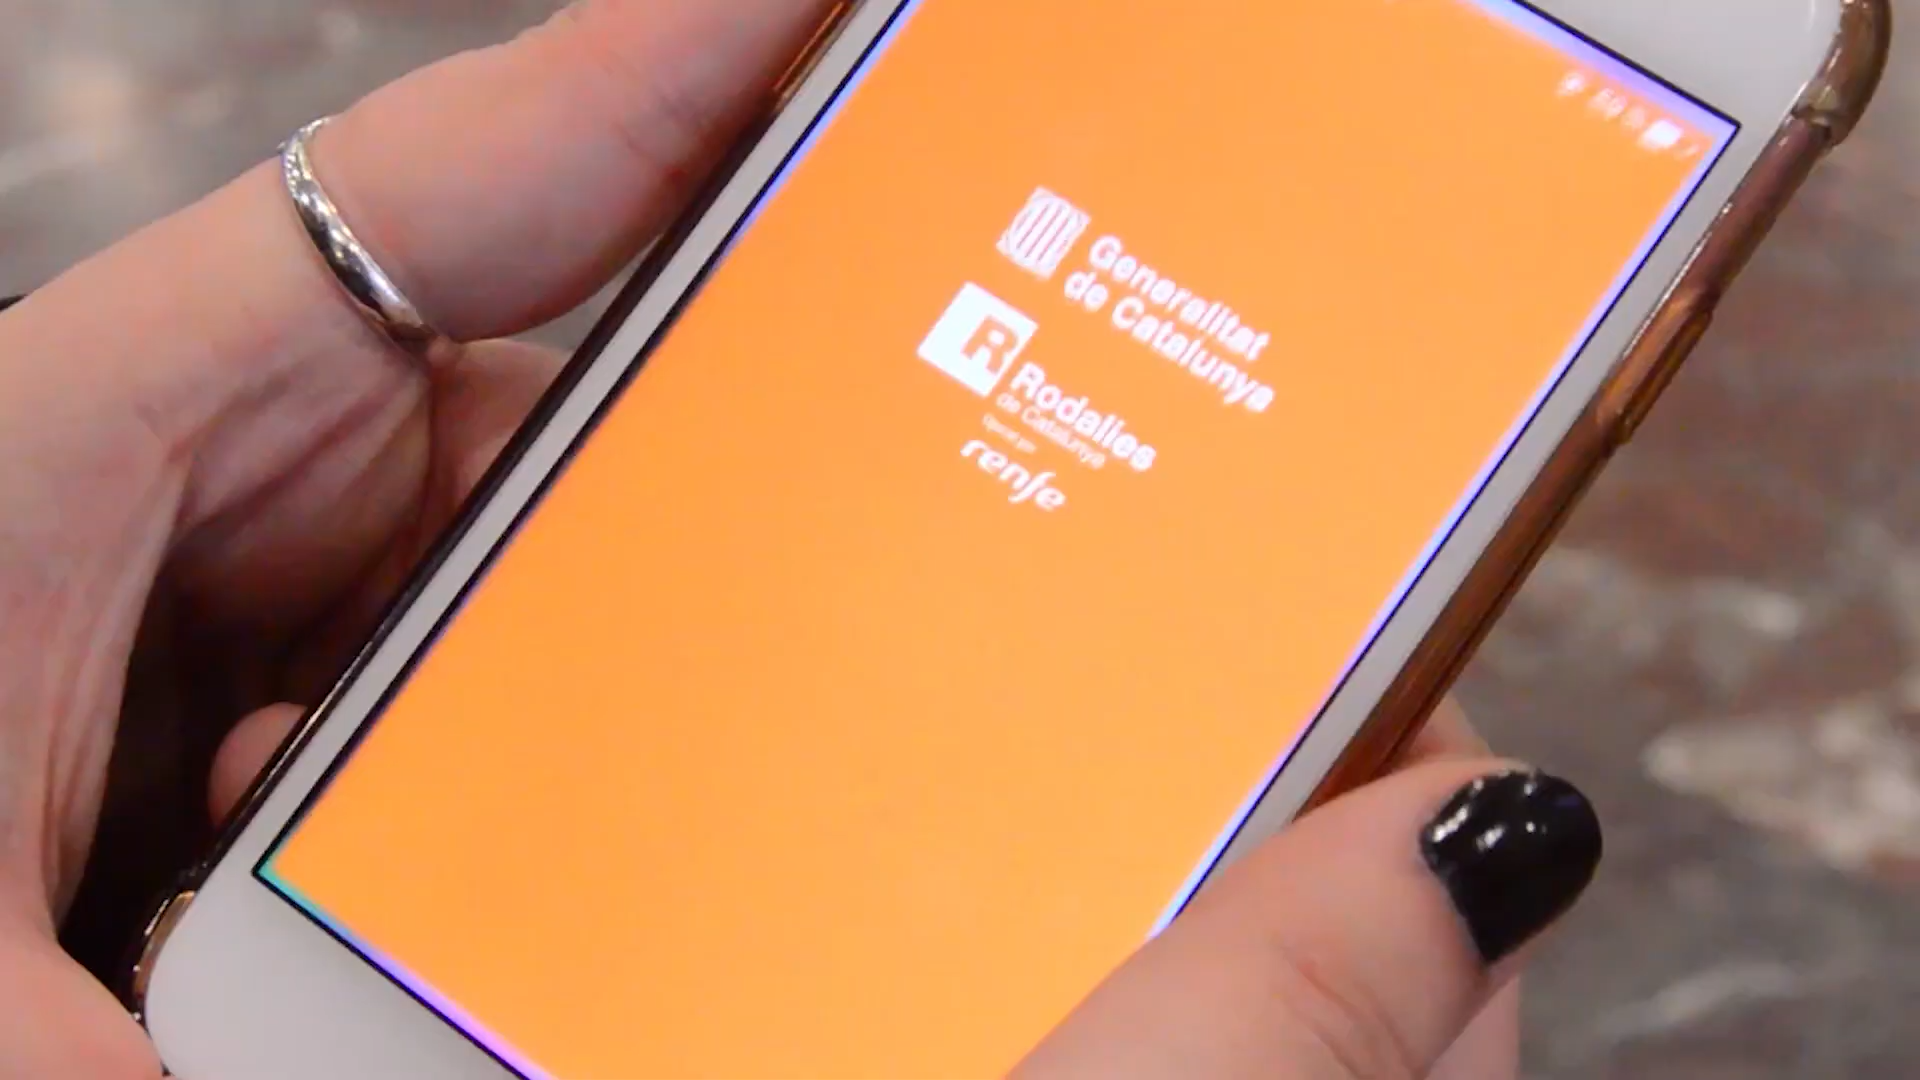 Generalitat
de Catalunya
R
Rodalies
de Catalunya
renfe